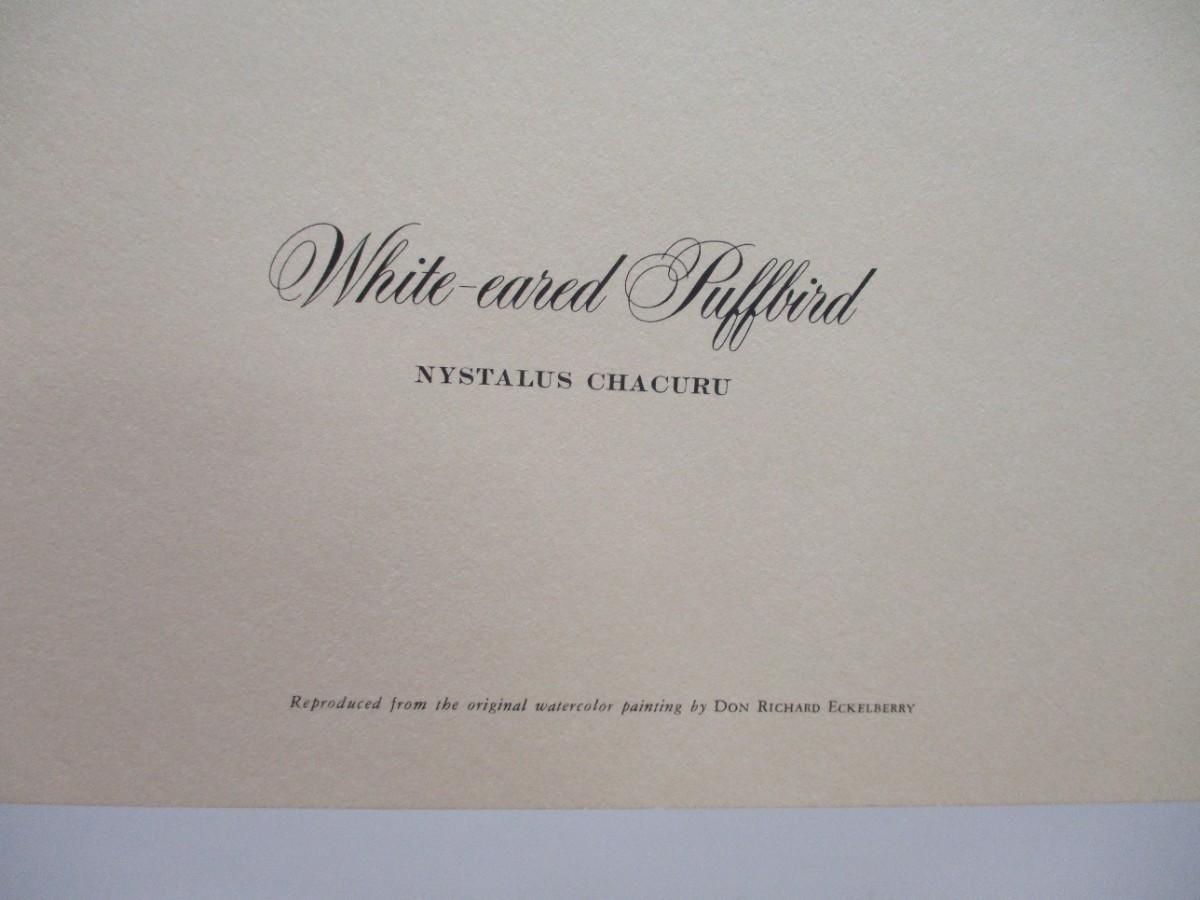 White-eared Puffbird
NYSTALUS CHACURU
Reproduced from the original watercolor painting by DON RICHARD ECKELBERRY